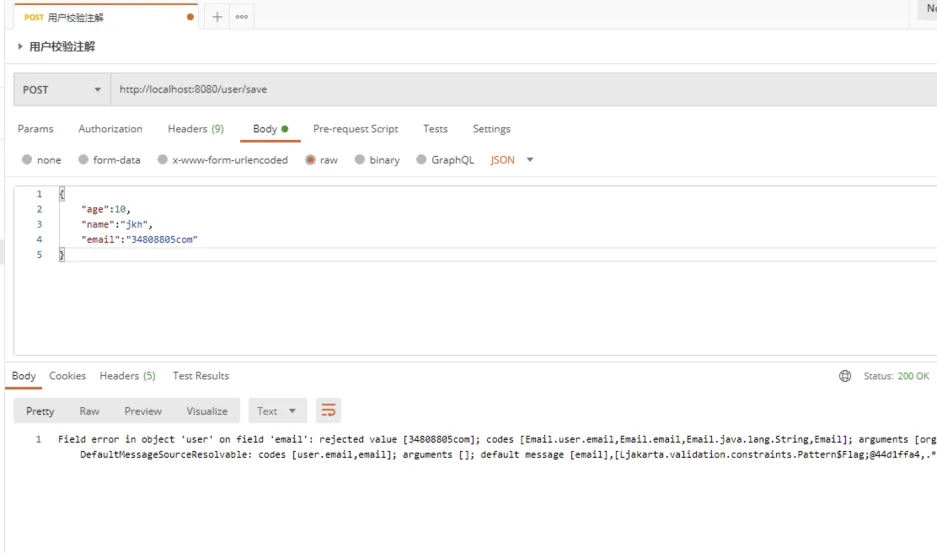 POST 用户校验注解
No
用户校验注解
POST http://localhost:8080/user/save
Params Authorization Headers (9) Body Pre-request Script Tests Settings
none form-data x-www-form-urlencoded raw binary GraphQL JSON
1 {
2 "age":10,
3 "name":"jkh",
4 "email":"34808805com"
5 }
Body Cookies Headers (5) Test Results Status: 200 OK
Pretty Raw Preview Visualize Text
1 Field error in object 'user' on field 'email': rejected value [34808805com]; codes [Email.user.email,Email.email,Email.java.lang.String,Email]; arguments [org
DefaultMessageSourceResolvable: codes [user.email,email]; arguments []; default message [email],[Ljakarta.validation.constraints.Pattern$Flag;@44d1ffa4,.*